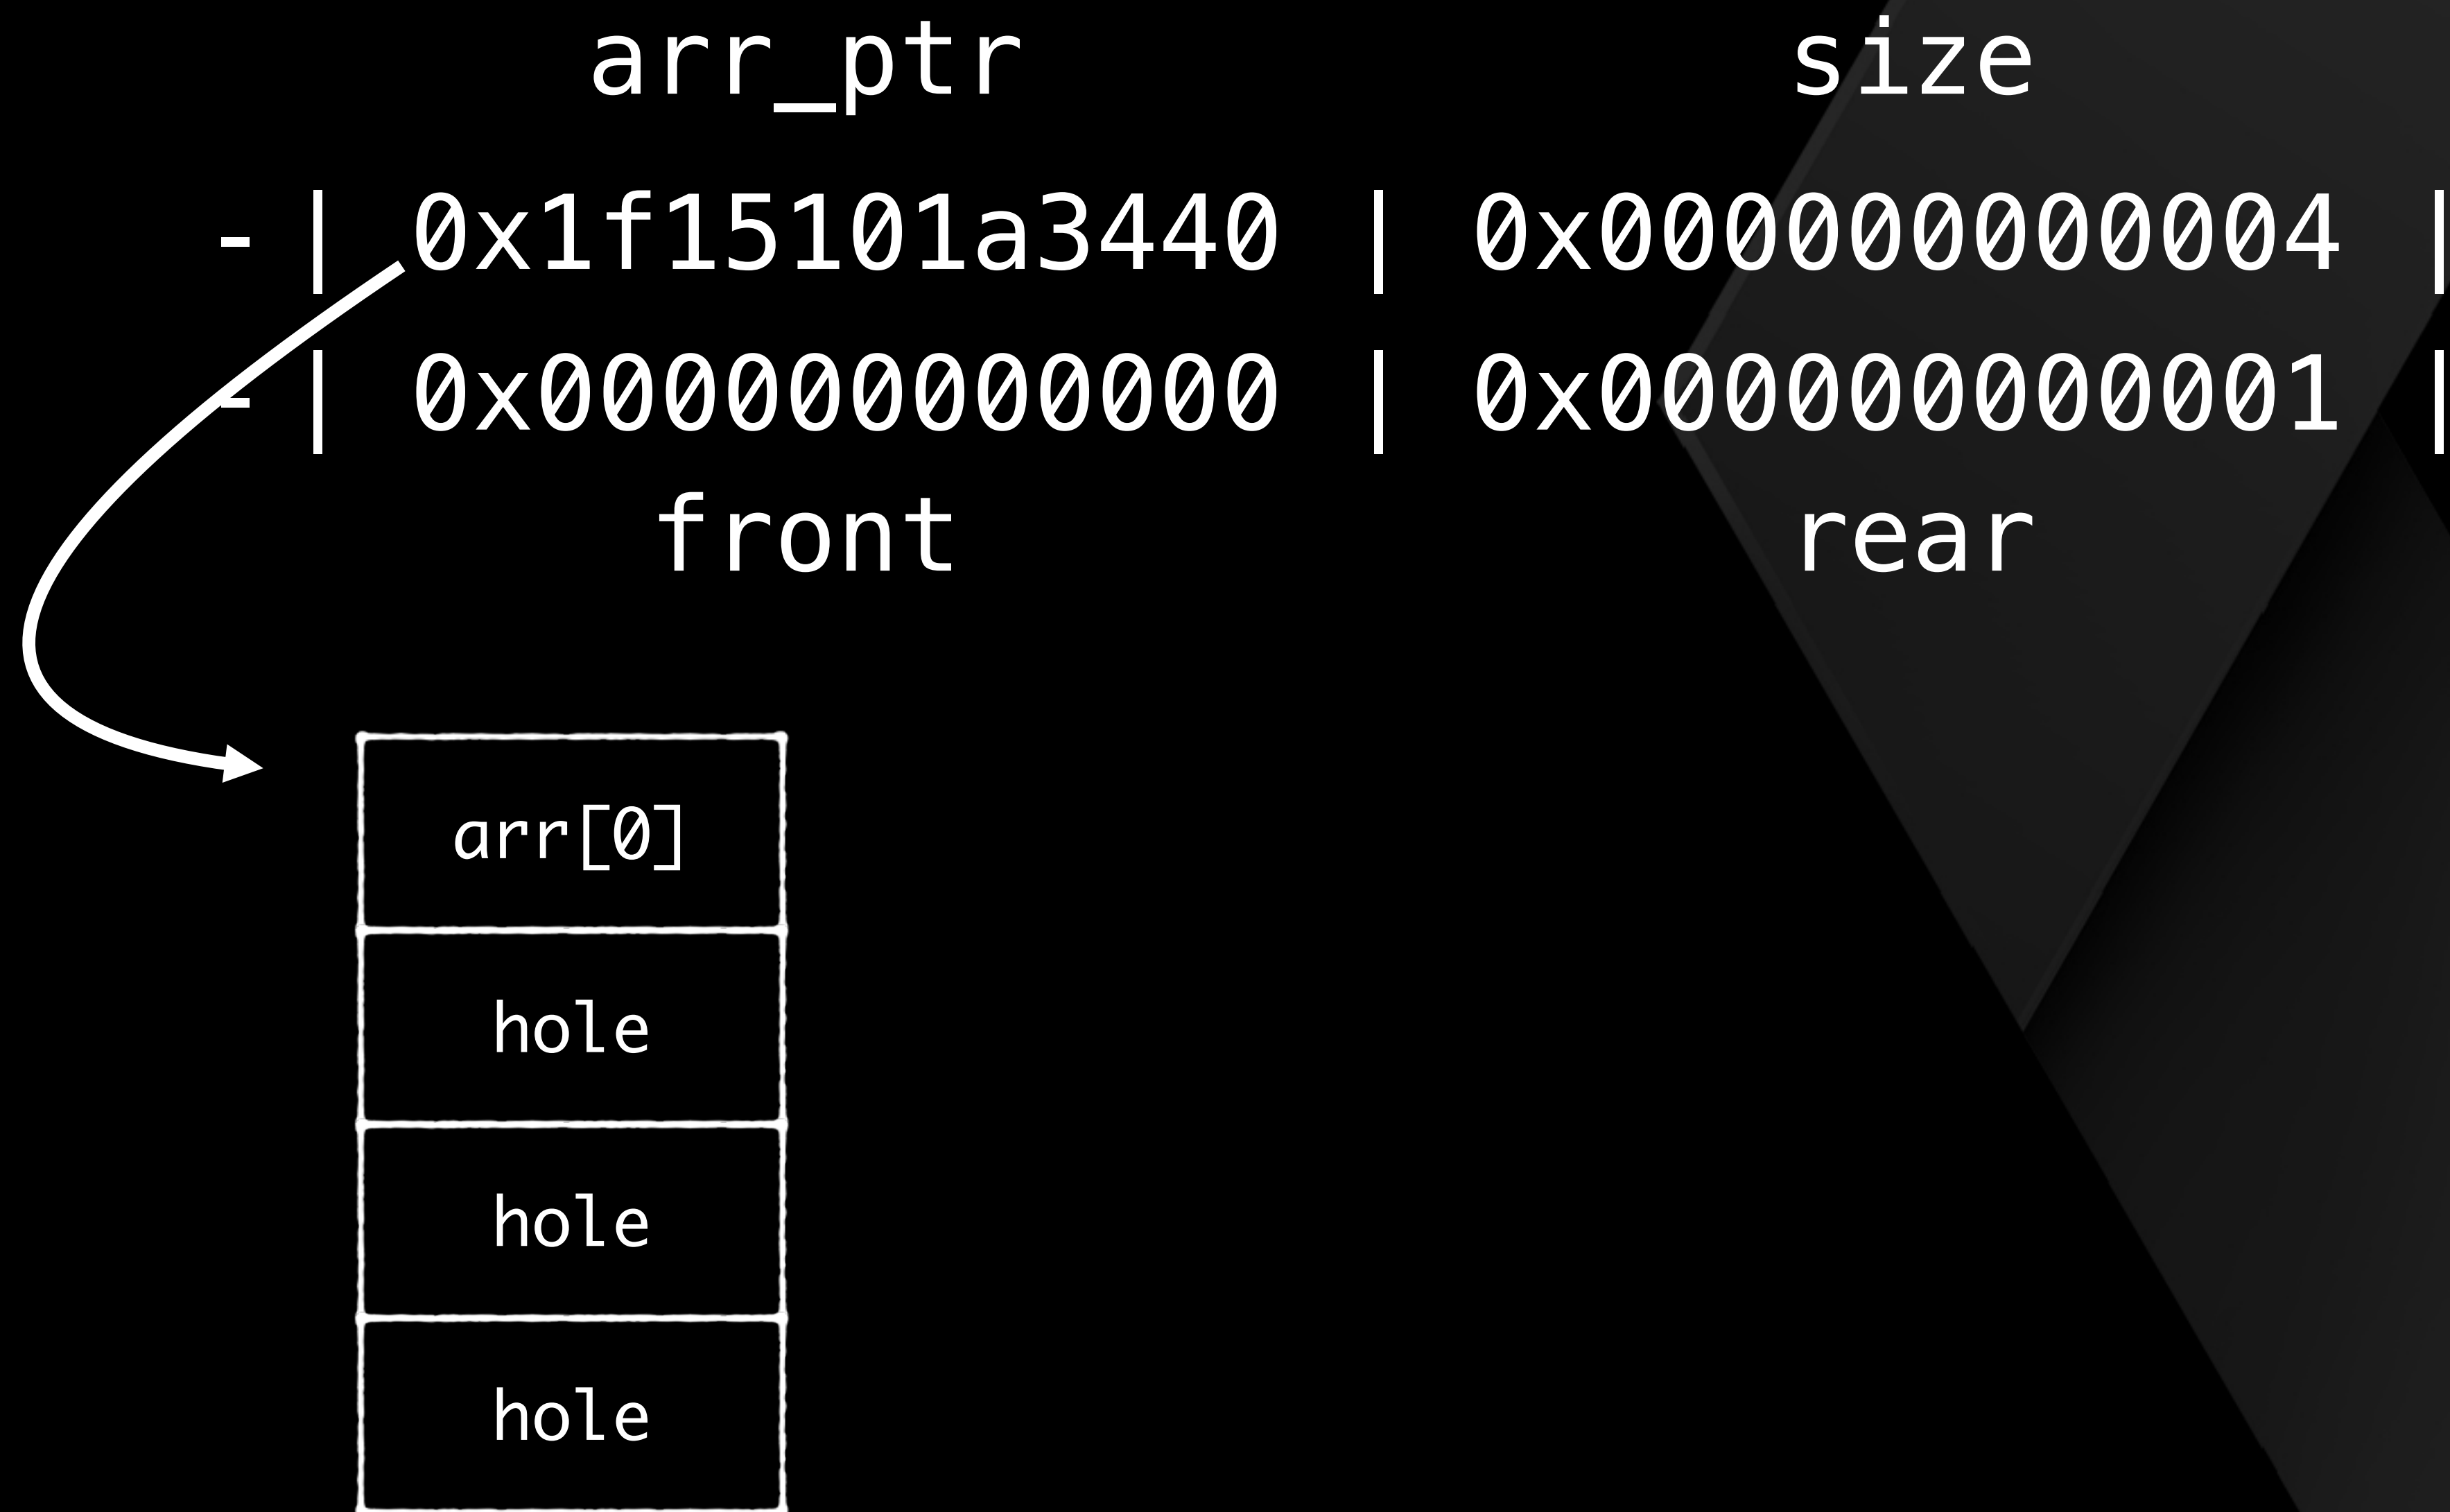 arr_ptr size
- | 0x1f15101a3440 | 0x000000000004 |
- | 0x000000000000 | 0x000000000001 |
front rear
arr[0]
hole
hole
hole